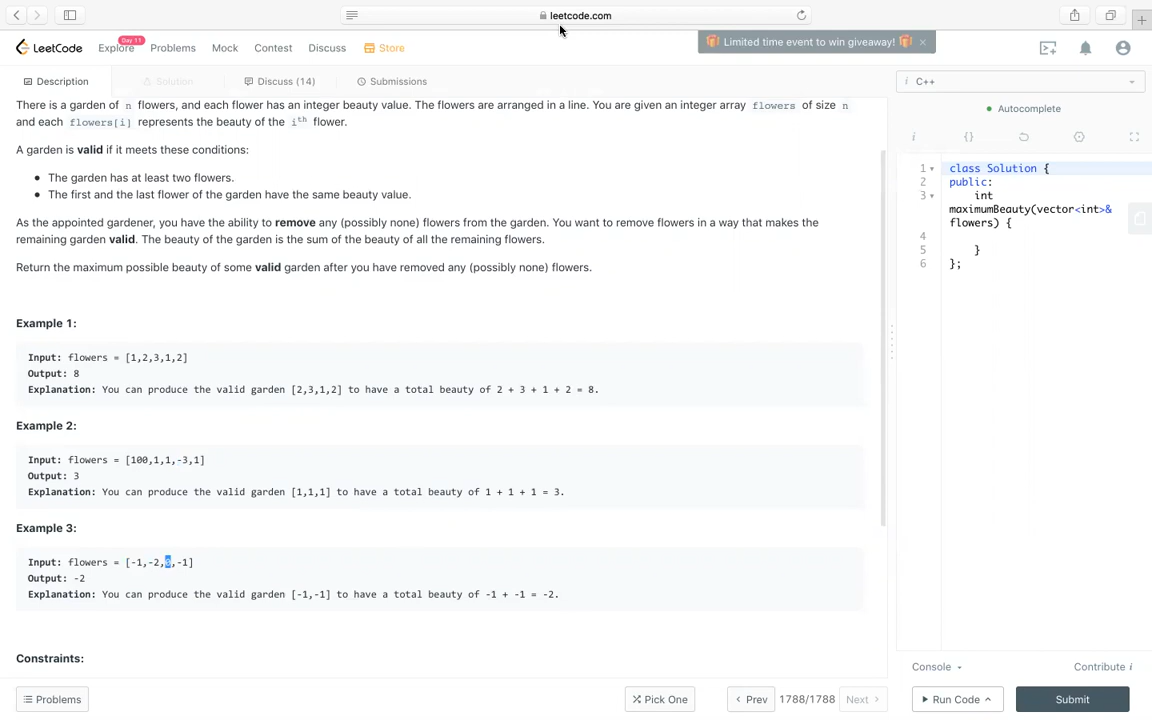 leetcode.com
LeetCode Explore Day 11 Problems Mock Contest Discuss Store
Limited time event to win giveaway!
Description Solution Discuss (14) Submissions
i C++
There is a garden of n flowers, and each flower has an integer beauty value. The flowers are arranged in a line. You are given an integer array flowers of size n
and each flowers[i] represents the beauty of the ith flower.
Autocomplete
A garden is valid if it meets these conditions:
• The garden has at least two flowers.
• The first and the last flower of the garden have the same beauty value.
As the appointed gardener, you have the ability to remove any (possibly none) flowers from the garden. You want to remove flowers in a way that makes the
remaining garden valid. The beauty of the garden is the sum of the beauty of all the remaining flowers.
Return the maximum possible beauty of some valid garden after you have removed any (possibly none) flowers.
Example 1:
Input: flowers = [1,2,3,1,2]
Output: 8
Explanation: You can produce the valid garden [2,3,1,2] to have a total beauty of 2 + 3 + 1 + 2 = 8.
Example 2:
Input: flowers = [100,1,1,-3,1]
Output: 3
Explanation: You can produce the valid garden [1,1,1] to have a total beauty of 1 + 1 + 1 = 3.
Example 3:
Input: flowers = [-1,-2,0,-1]
Output: -2
Explanation: You can produce the valid garden [-1,-1] to have a total beauty of -1 + -1 = -2.
Constraints:
i {}
1 class Solution {
2 public:
3 int
maximumBeauty(vector<int>&
flowers) {
4
5 }
6 };
Console Contribute i
Problems Pick One < Prev 1788/1788 Next > Run Code Submit